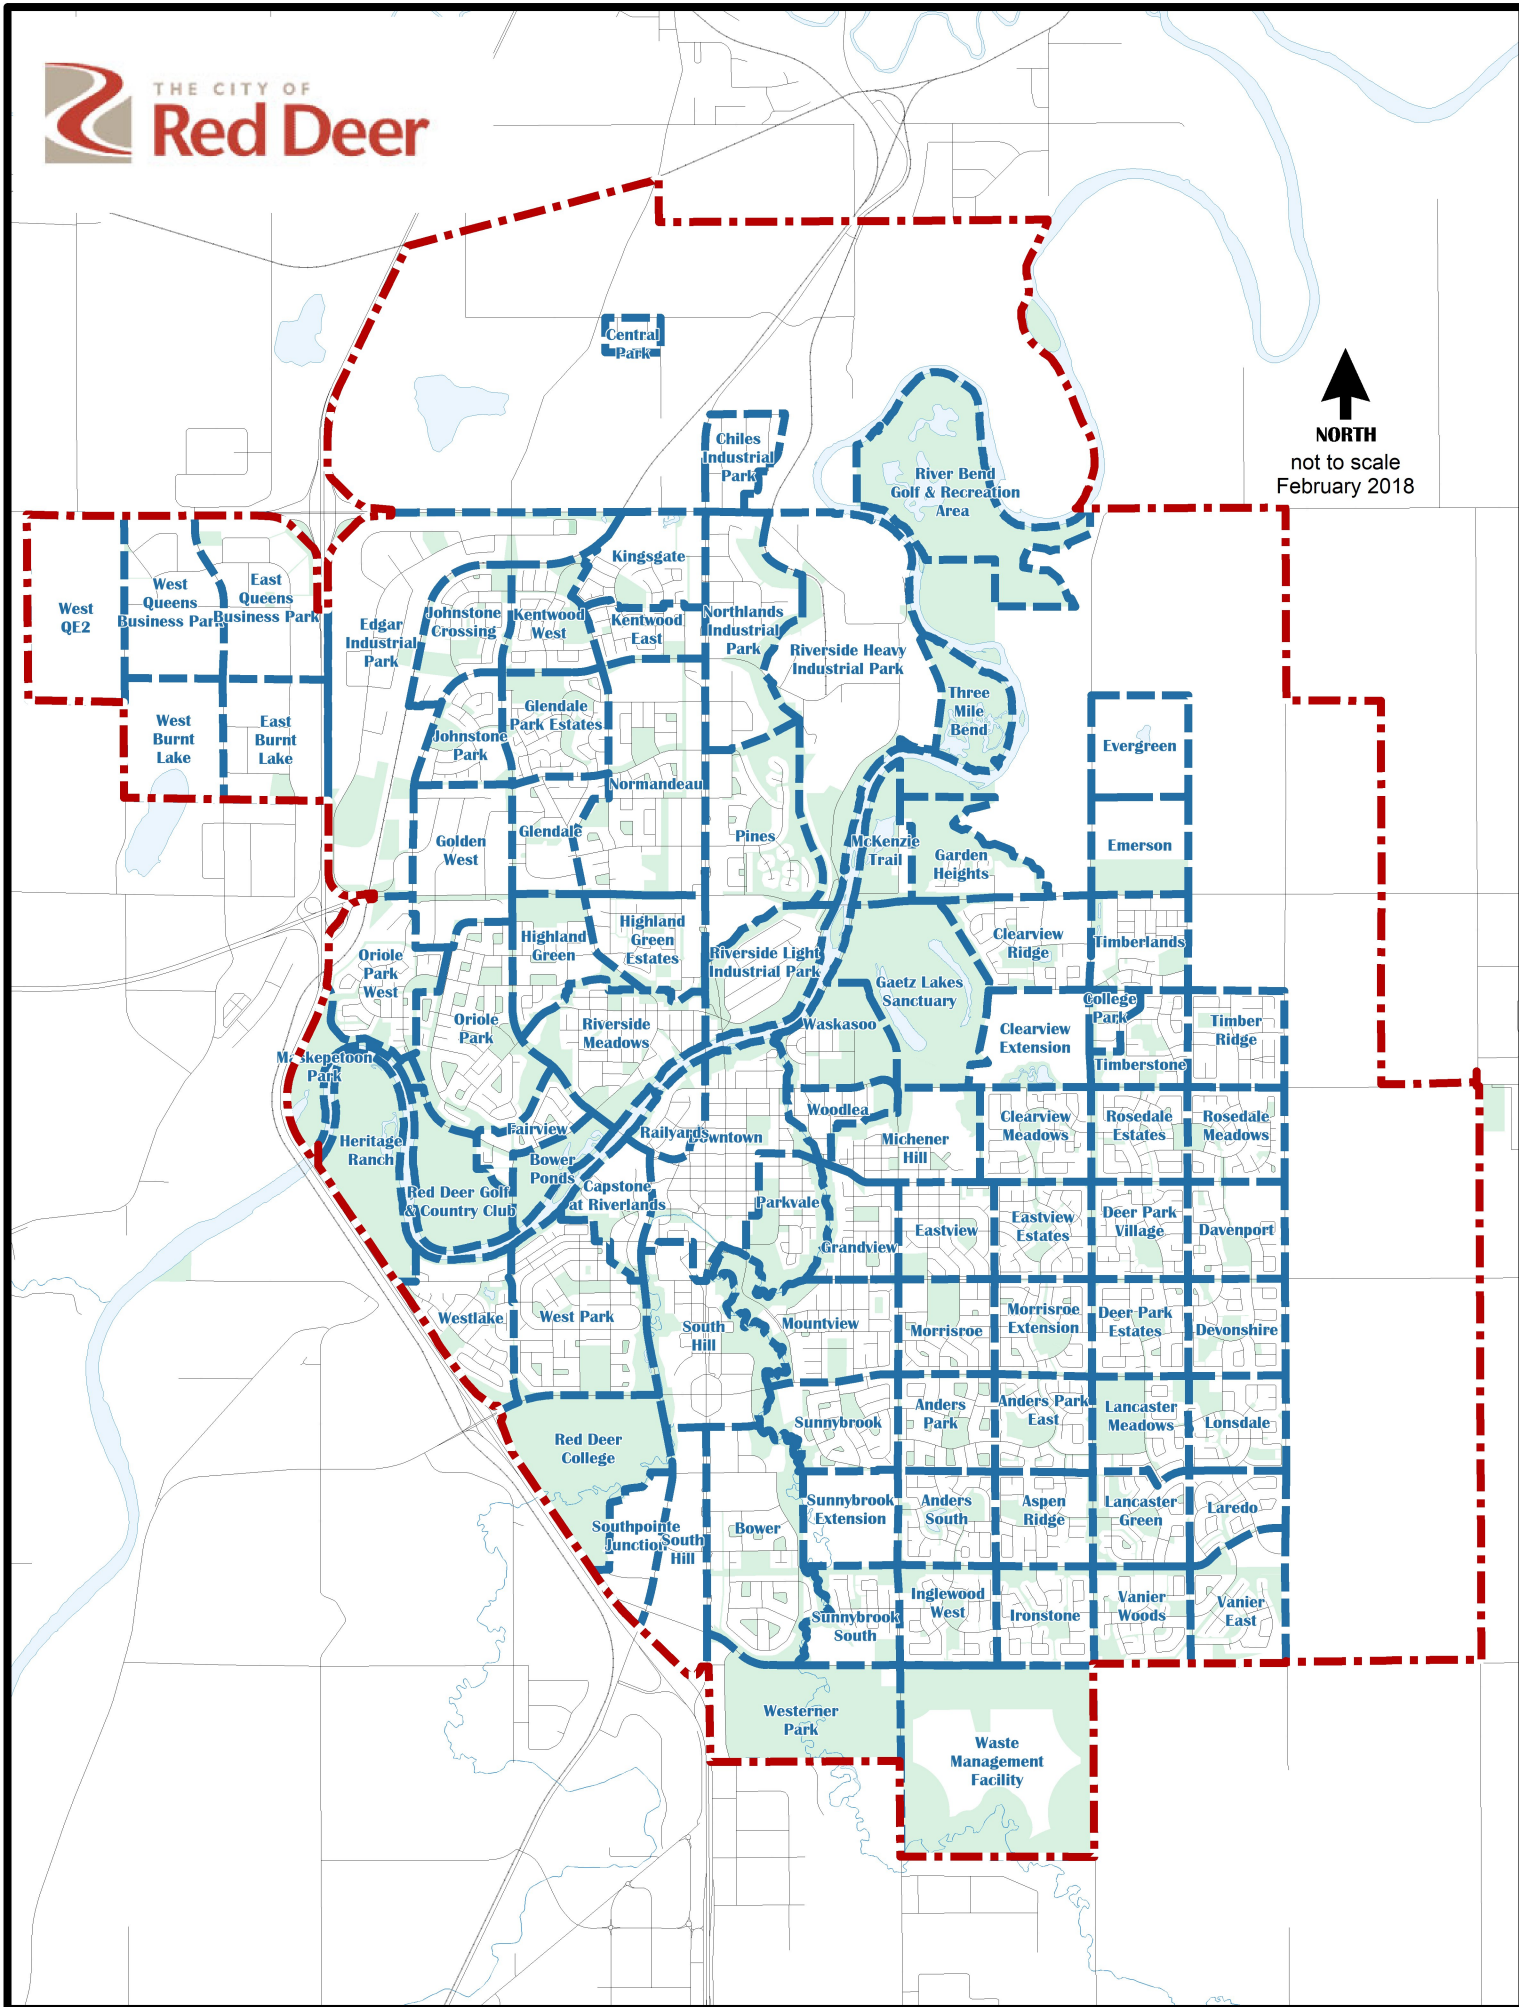 THE CITY OF
Red Deer
NORTH
not to scale
February 2018
Central
Park
Chiles
Industrial
Park
River Bend
Golf & Recreation
Area
West
QE2
West
Queens
Business Park
East
Queens
Business Park
West
Burnt
Lake
East
Burnt
Lake
Edgar
Industrial
Park
Johnstone
Crossing
Kentwood
West
Kingsgate
Kentwood
East
Northlands
Industrial
Park
Riverside Heavy
Industrial Park
Three
Mile
Bend
Johnstone
Park
Glendale
Park Estates
Normandeau
Evergreen
Golden
West
Glendale
Pines
McKenzie
Trail
Garden
Heights
Emerson
Oriole
Park
West
Highland
Green
Highland
Green
Estates
Riverside Light
Industrial Park
Gaetz Lakes
Sanctuary
Clearview
Ridge
Timberlands
Oriole
Park
Riverside
Meadows
Waskasoo
Clearview
Extension
College
Park
Timberstone
Timber
Ridge
Maskepetoon
Park
Heritage
Ranch
Fairview
Bower
Ponds
Railyards
Downtown
Woodlea
Michener
Hill
Clearview
Meadows
Rosedale
Estates
Rosedale
Meadows
Red Deer Golf
& Country Club
Capstone
at Riverlands
Parkvale
Grandview
Eastview
Eastview
Estates
Deer Park
Village
Davenport
Westlake
West Park
South
Hill
Mountview
Morrisroe
Morrisroe
Extension
Deer Park
Estates
Devonshire
Red Deer
College
Sunnybrook
Anders
Park
Anders Park
East
Lancaster
Meadows
Lonsdale
Southpointe
Junction
South
Hill
Bower
Sunnybrook
Extension
Anders
South
Aspen
Ridge
Lancaster
Green
Laredo
Sunnybrook
South
Inglewood
West
Ironstone
Vanier
Woods
Vanier
East
Westerner
Park
Waste
Management
Facility